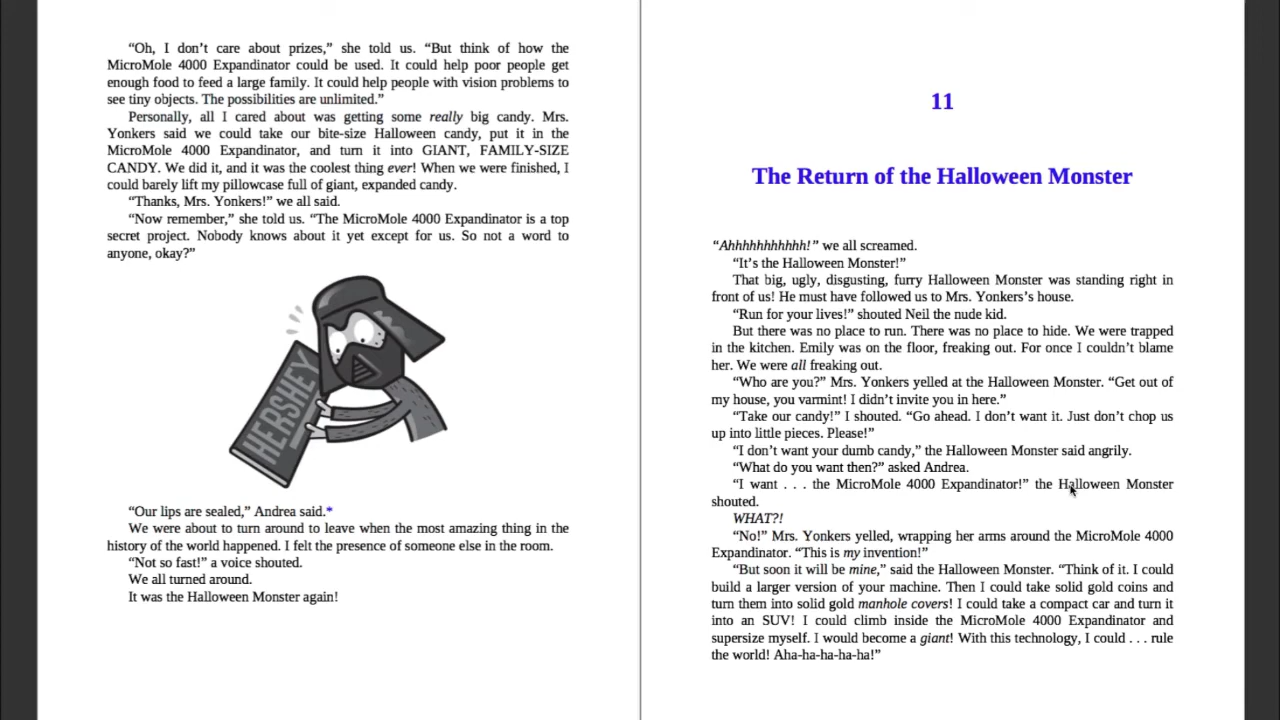 “Oh, I don’t care about prizes,” she told us. “But think of how the
MicroMole 4000 Expandinator could be used. It could help poor people get
enough food to feed a large family. It could help people with vision problems to
see tiny objects. The possibilities are unlimited.”
Personally, all I cared about was getting some really big candy. Mrs.
Yonkers said we could take our bite-size Halloween candy, put it in the
MicroMole 4000 Expandinator, and turn it into GIANT, FAMILY-SIZE
CANDY. We did it, and it was the coolest thing ever! When we were finished, I
could barely lift my pillowcase full of giant, expanded candy.
“Thanks, Mrs. Yonkers!” we all said.
“Now remember,” she told us. “The MicroMole 4000 Expandinator is a top
secret project. Nobody knows about it yet except for us. So not a word to
anyone, okay?”
HERSHEY
“Our lips are sealed,” Andrea said.*
We were about to turn around to leave when the most amazing thing in the
history of the world happened. I felt the presence of someone else in the room.
“Not so fast!” a voice shouted.
We all turned around.
It was the Halloween Monster again!
11
The Return of the Halloween Monster
“Ahhhhhhhhhhh!” we all screamed.
“It’s the Halloween Monster!”
That big, ugly, disgusting, furry Halloween Monster was standing right in
front of us! He must have followed us to Mrs. Yonkers’s house.
“Run for your lives!” shouted Neil the nude kid.
But there was no place to run. There was no place to hide. We were trapped
in the kitchen. Emily was on the floor, freaking out. For once I couldn’t blame
her. We were all freaking out.
“Who are you?” Mrs. Yonkers yelled at the Halloween Monster. “Get out of
my house, you varmint! I didn’t invite you in here.”
“Take our candy!” I shouted. “Go ahead. I don’t want it. Just don’t chop us
up into little pieces. Please!”
“I don’t want your dumb candy,” the Halloween Monster said angrily.
“What do you want then?” asked Andrea.
“I want . . . the MicroMole 4000 Expandinator!” the Halloween Monster
shouted.
WHAT?!
“No!” Mrs. Yonkers yelled, wrapping her arms around the MicroMole 4000
Expandinator. “This is my invention!”
“But soon it will be mine,” said the Halloween Monster. “Think of it. I could
build a larger version of your machine. Then I could take solid gold coins and
turn them into solid gold manhole covers! I could take a compact car and turn it
into an SUV! I could climb inside the MicroMole 4000 Expandinator and
supersize myself. I would become a giant! With this technology, I could . . . rule
the world! Aha-ha-ha-ha-ha!”